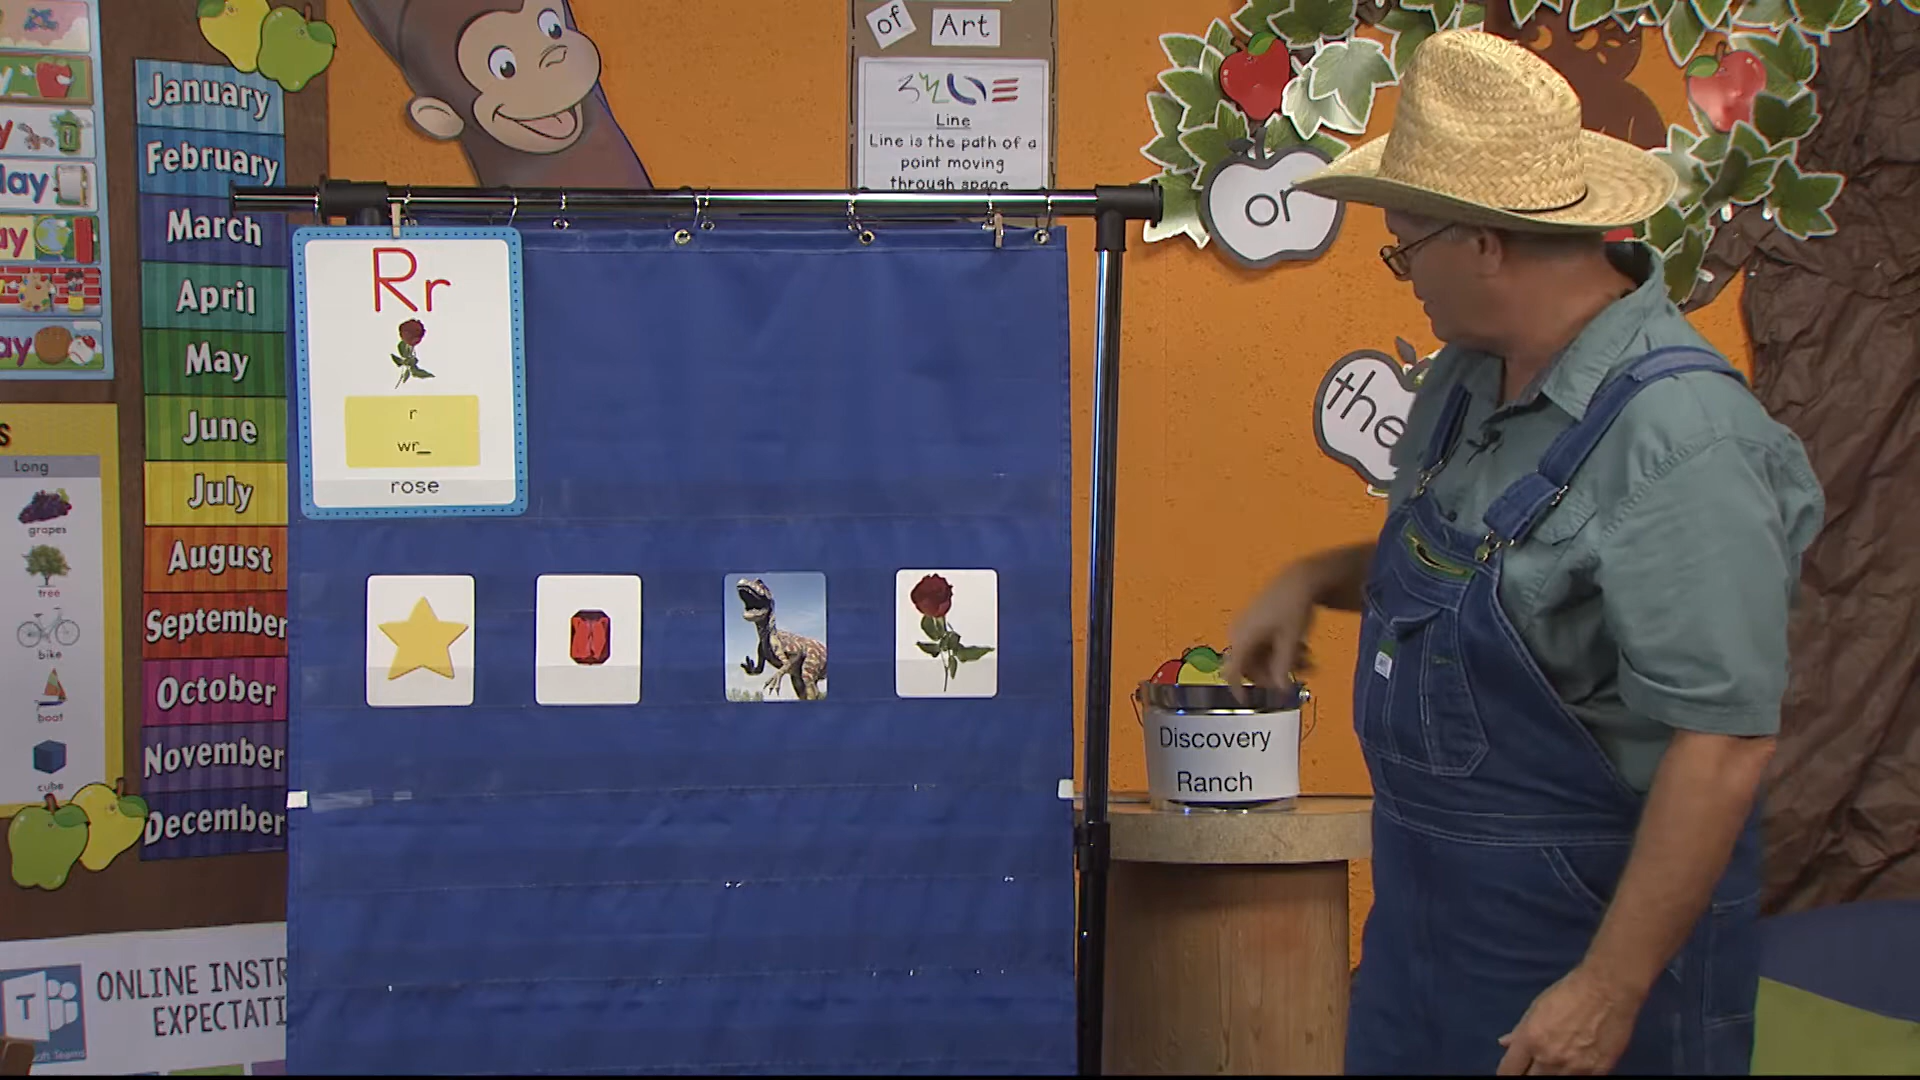 January
February
March
April
May
June
July
August
September
October
November
December
Long
grapes
tree
bike
boat
cube
ONLINE INSTR
EXPECTATI
T
Rr
r
wr_
rose
of
Art
Line
Line is the path of a
point moving
through space
or
the
Discovery
Ranch